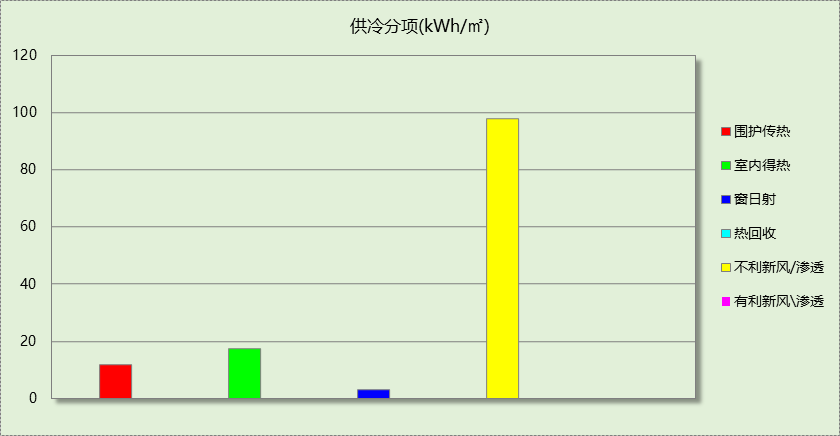 供冷分项(kWh/㎡)
120
100
80
60
40
20
0
围护传热
室内得热
窗日射
热回收
不利新风/渗透
有利新风\渗透